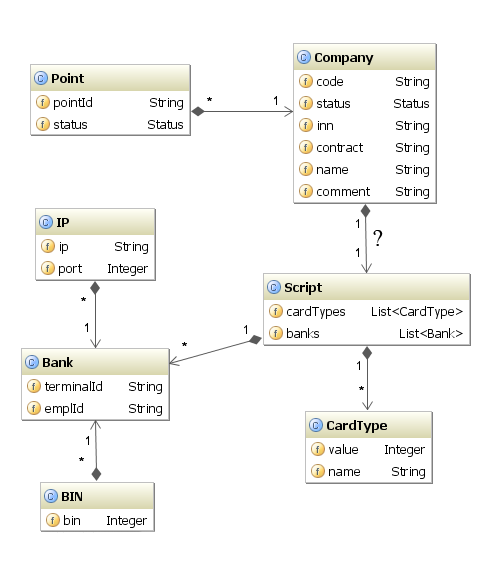 C Company
f code String
f status Status
f inn String
f contract String
f name String
f comment String
C Point
f pointId String
f status Status
* 1
1
?
1
C IP
f ip String
f port Integer
*
1
C Script
f cardTypes List<CardType>
f banks List<Bank>
1
*
1
*
C Bank
f terminalId String
f emplId String
1
*
C CardType
f value Integer
f name String
C BIN
f bin Integer